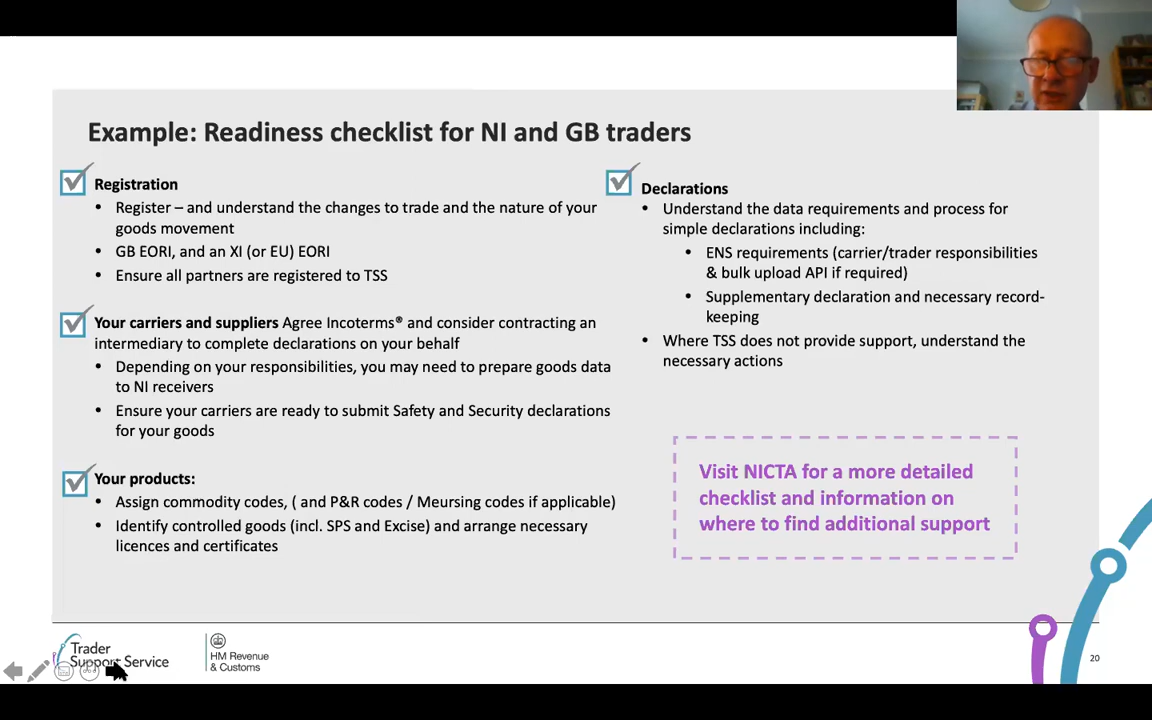 Example: Readiness checklist for NI and GB traders
Registration
• Register – and understand the changes to trade and the nature of your
goods movement
• GB EORI, and an XI (or EU) EORI
• Ensure all partners are registered to TSS
Your carriers and suppliers Agree Incoterms® and consider contracting an
intermediary to complete declarations on your behalf
• Depending on your responsibilities, you may need to prepare goods data
to NI receivers
• Ensure your carriers are ready to submit Safety and Security declarations
for your goods
Your products:
• Assign commodity codes, ( and P&R codes / Meursing codes if applicable)
• Identify controlled goods (incl. SPS and Excise) and arrange necessary
licences and certificates
Declarations
• Understand the data requirements and process for
simple declarations including:
• ENS requirements (carrier/trader responsibilities
& bulk upload API if required)
• Supplementary declaration and necessary record-
keeping
• Where TSS does not provide support, understand the
necessary actions
Visit NICTA for a more detailed
checklist and information on
where to find additional support
Trader
Support Service
HM Revenue
& Customs
20